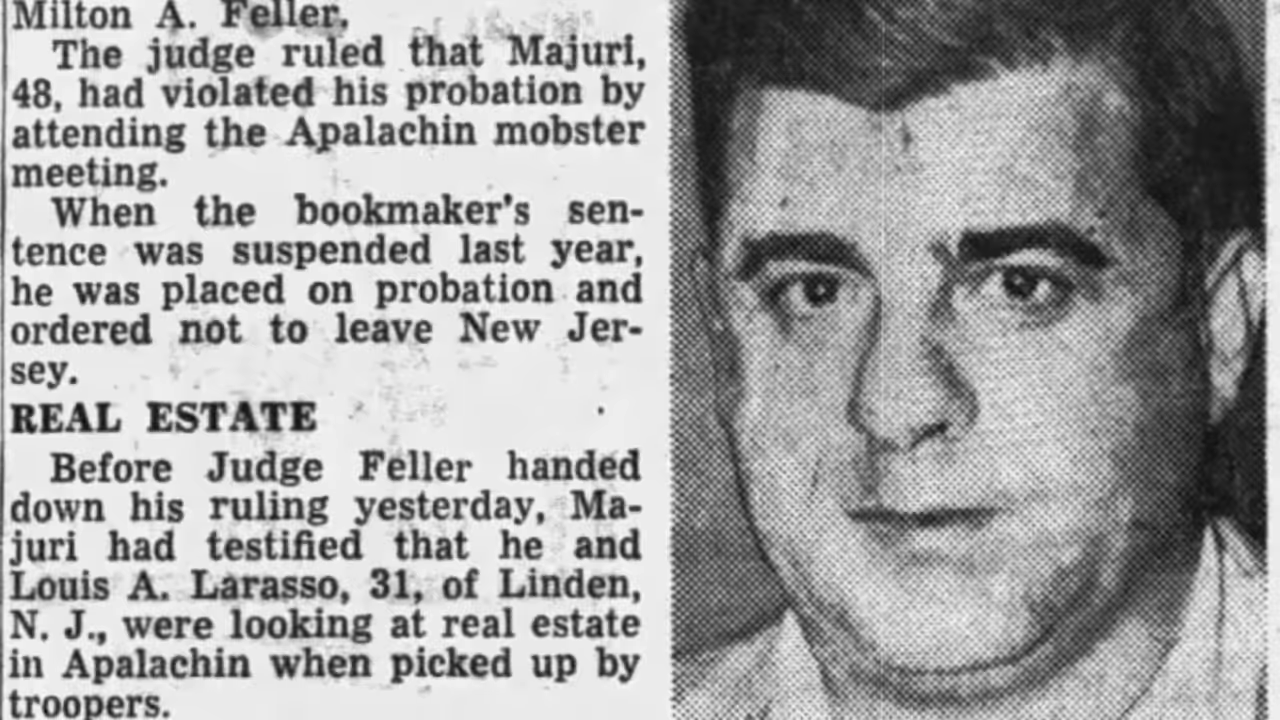 Milton A. Feller.
The judge ruled that Majuri,
48, had violated his probation by
attending the Apalachin mobster
meeting.
When the bookmaker's sen-
tence was suspended last year,
he was placed on probation and
ordered not to leave New Jer-
sey.
REAL ESTATE
Before Judge Feller handed
down his ruling yesterday, Ma-
juri had testified that he and
Louis A. Larasso, 31, of Linden,
N. J., were looking at real estate
in Apalachin when picked up by
troopers.